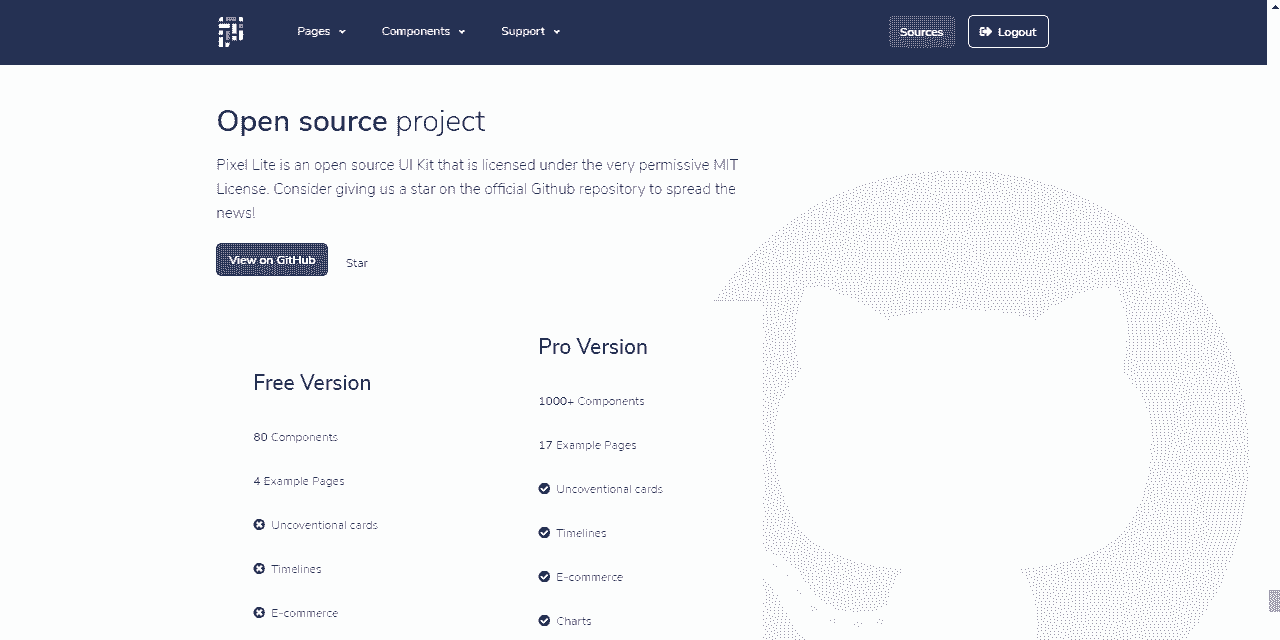 Pages
Components
Support
Sources
Logout
Open source project
Pixel Lite is an open source UI Kit that is licensed under the very permissive MIT
License. Consider giving us a star on the official Github repository to spread the
news!
View on GitHub
Star
Free Version
80 Components
4 Example Pages
Uncoventional cards
Timelines
E-commerce
Pro Version
1000+ Components
17 Example Pages
Uncoventional cards
Timelines
E-commerce
Charts